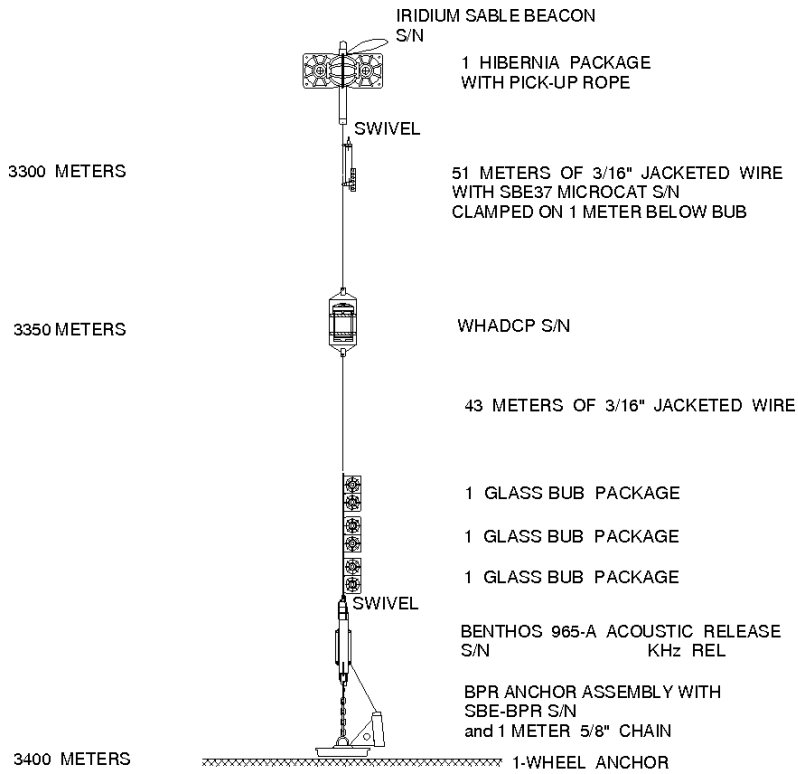 IRIDIUM SABLE BEACON
S/N
1 HIBERNIA PACKAGE
WITH PICK-UP ROPE
SWIVEL
3300 METERS
51 METERS OF 3/16" JACKETED WIRE
WITH SBE37 MICROCAT S/N
CLAMPED ON 1 METER BELOW BUB
3350 METERS
WHADCP S/N
43 METERS OF 3/16" JACKETED WIRE
1 GLASS BUB PACKAGE
1 GLASS BUB PACKAGE
1 GLASS BUB PACKAGE
SWIVEL
BENTHOS 965-A ACOUSTIC RELEASE
S/N KHz REL
BPR ANCHOR ASSEMBLY WITH
SBE-BPR S/N
and 1 METER 5/8" CHAIN
3400 METERS
1-WHEEL ANCHOR